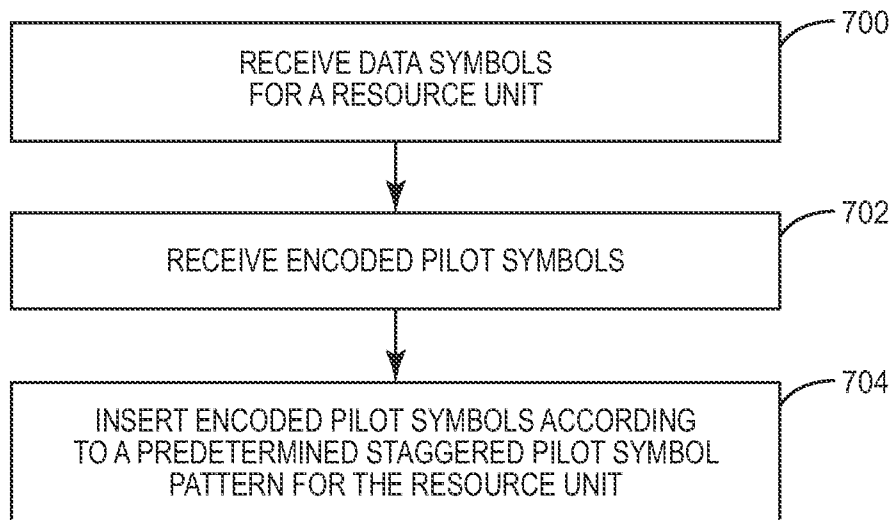 700
RECEIVE DATA SYMBOLS
FOR A RESOURCE UNIT
702
RECEIVE ENCODED PILOT SYMBOLS
704
INSERT ENCODED PILOT SYMBOLS ACCORDING
TO A PREDETERMINED STAGGERED PILOT SYMBOL
PATTERN FOR THE RESOURCE UNIT